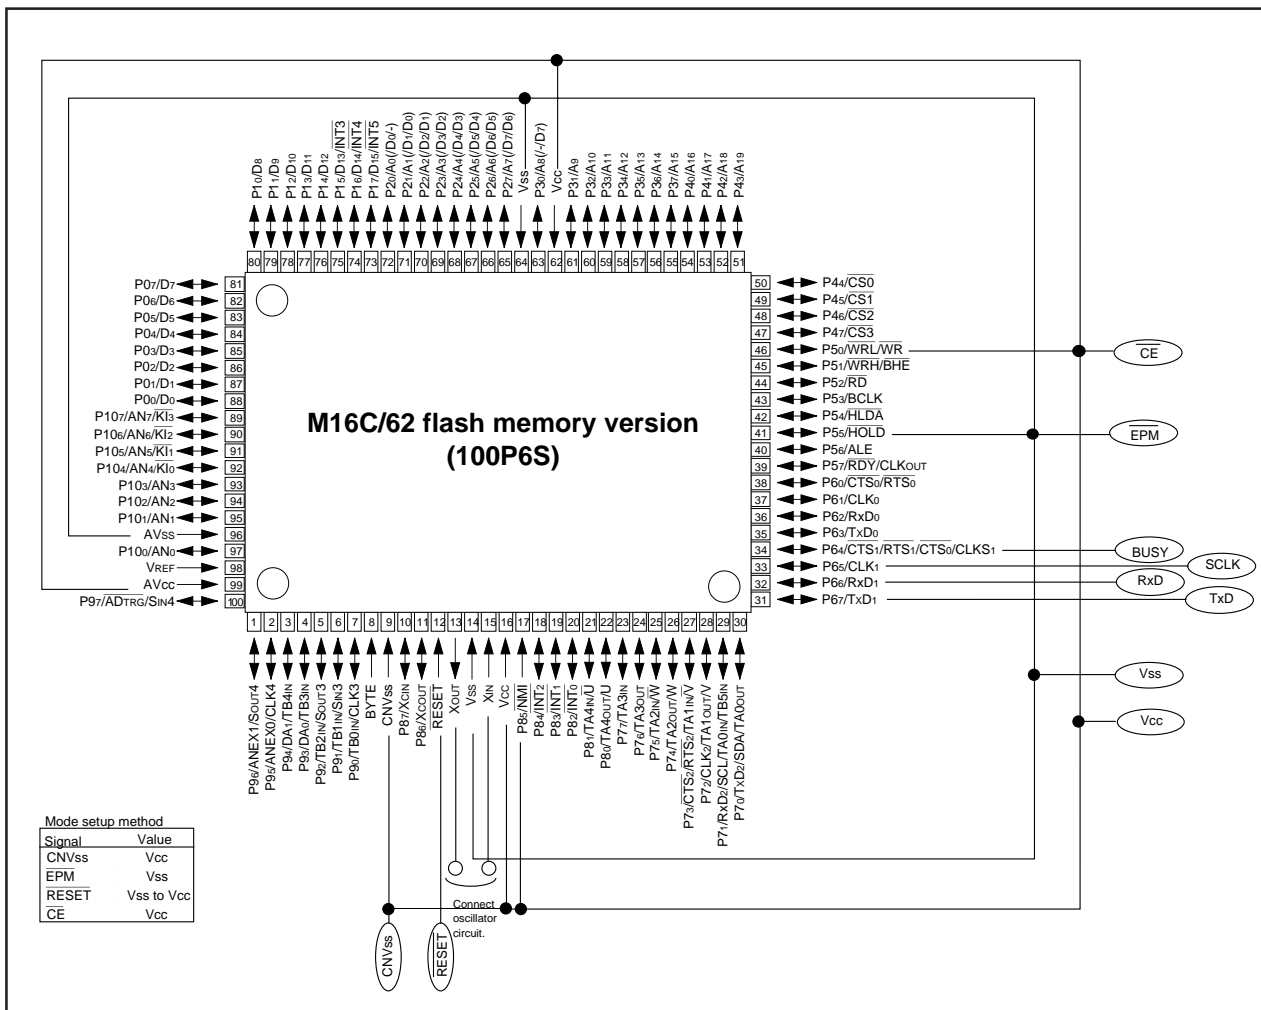 P10/D8
P11/D9
P12/D10
P13/D11
P14/D12
P15/D13/INT3
P16/D14/INT4
P17/D15/INT5
P20/A0(/D0/-)
P21/A1(/D1/D0)
P22/A2(/D2/D1)
P23/A3(/D3/D2)
P24/A4(/D4/D3)
P25/A5(/D5/D4)
P26/A6(/D6/D5)
P27/A7(/D7/D6)
Vss
P30/A8(/-/D7)
Vcc
P31/A9
P32/A10
P33/A11
P34/A12
P35/A13
P36/A14
P37/A15
P40/A16
P41/A17
P42/A18
P43/A19
80 79 78 77 76 75 74 73 72 71 70 69 68 67 66 65 64 63 62 61 60 59 58 57 56 55 54 53 52 51
P07/D7 81
P06/D6 82
P05/D5 83
P04/D4 84
P03/D3 85
P02/D2 86
P01/D1 87
P00/D0 88
P107/AN7/KI3 89
P106/AN6/KI2 90
P105/AN5/KI1 91
P104/AN4/KI0 92
P103/AN3 93
P102/AN2 94
P101/AN1 95
AVss 96
P100/AN0 97
VREF 98
AVcc 99
P97/ADTRG/SIN4 100
M16C/62 flash memory version
(100P6S)
50 P44/CS0
49 P45/CS1
48 P46/CS2
47 P47/CS3
46 P50/WRL/WR
45 P51/WRH/BHE
44 P52/RD
43 P53/BCLK
42 P54/HLDA
41 P55/HOLD
40 P56/ALE
39 P57/RDY/CLKOUT
38 P60/CTS0/RTS0
37 P61/CLK0
36 P62/RxD0
35 P63/TxD0
34 P64/CTS1/RTS1/CTS0/CLKS1
33 P65/CLK1
32 P66/RxD1
31 P67/TxD1
CE
EPM
BUSY
SCLK
RxD
TxD
Vss
Vcc
1 2 3 4 5 6 7 8 9 10 11 12 13 14 15 16 17 18 19 20 21 22 23 24 25 26 27 28 29 30
P96/ANEX1/SOUT4
P95/ANEX0/CLK4
P94/DA1/TB4IN
P93/DA0/TB3IN
P92/TB2IN/SOUT3
P91/TB1IN/SIN3
P90/TB0IN/CLK3
BYTE
CNVss
P87/XCIN
P86/XCOUT
RESET
XOUT
Vss
XIN
Vcc
P85/NMI
P84/INT2
P83/INT1
P82/INT0
P81/TA4IN/U
P80/TA4OUT/U
P77/TA3IN
P76/TA3OUT
P75/TA2IN/W
P74/TA2OUT/W
P73/CTS2/RTS2/TA1IN/V
P72/CLK2/TA1OUT/V
P71/RxD2/SCL/TA0IN/TB5IN
P70/TxD2/SDA/TA0OUT
Connect
oscillator
circuit.
CNVss
RESET
Mode setup method
Signal Value
CNVss Vcc
EPM Vss
RESET Vss to Vcc
CE Vcc